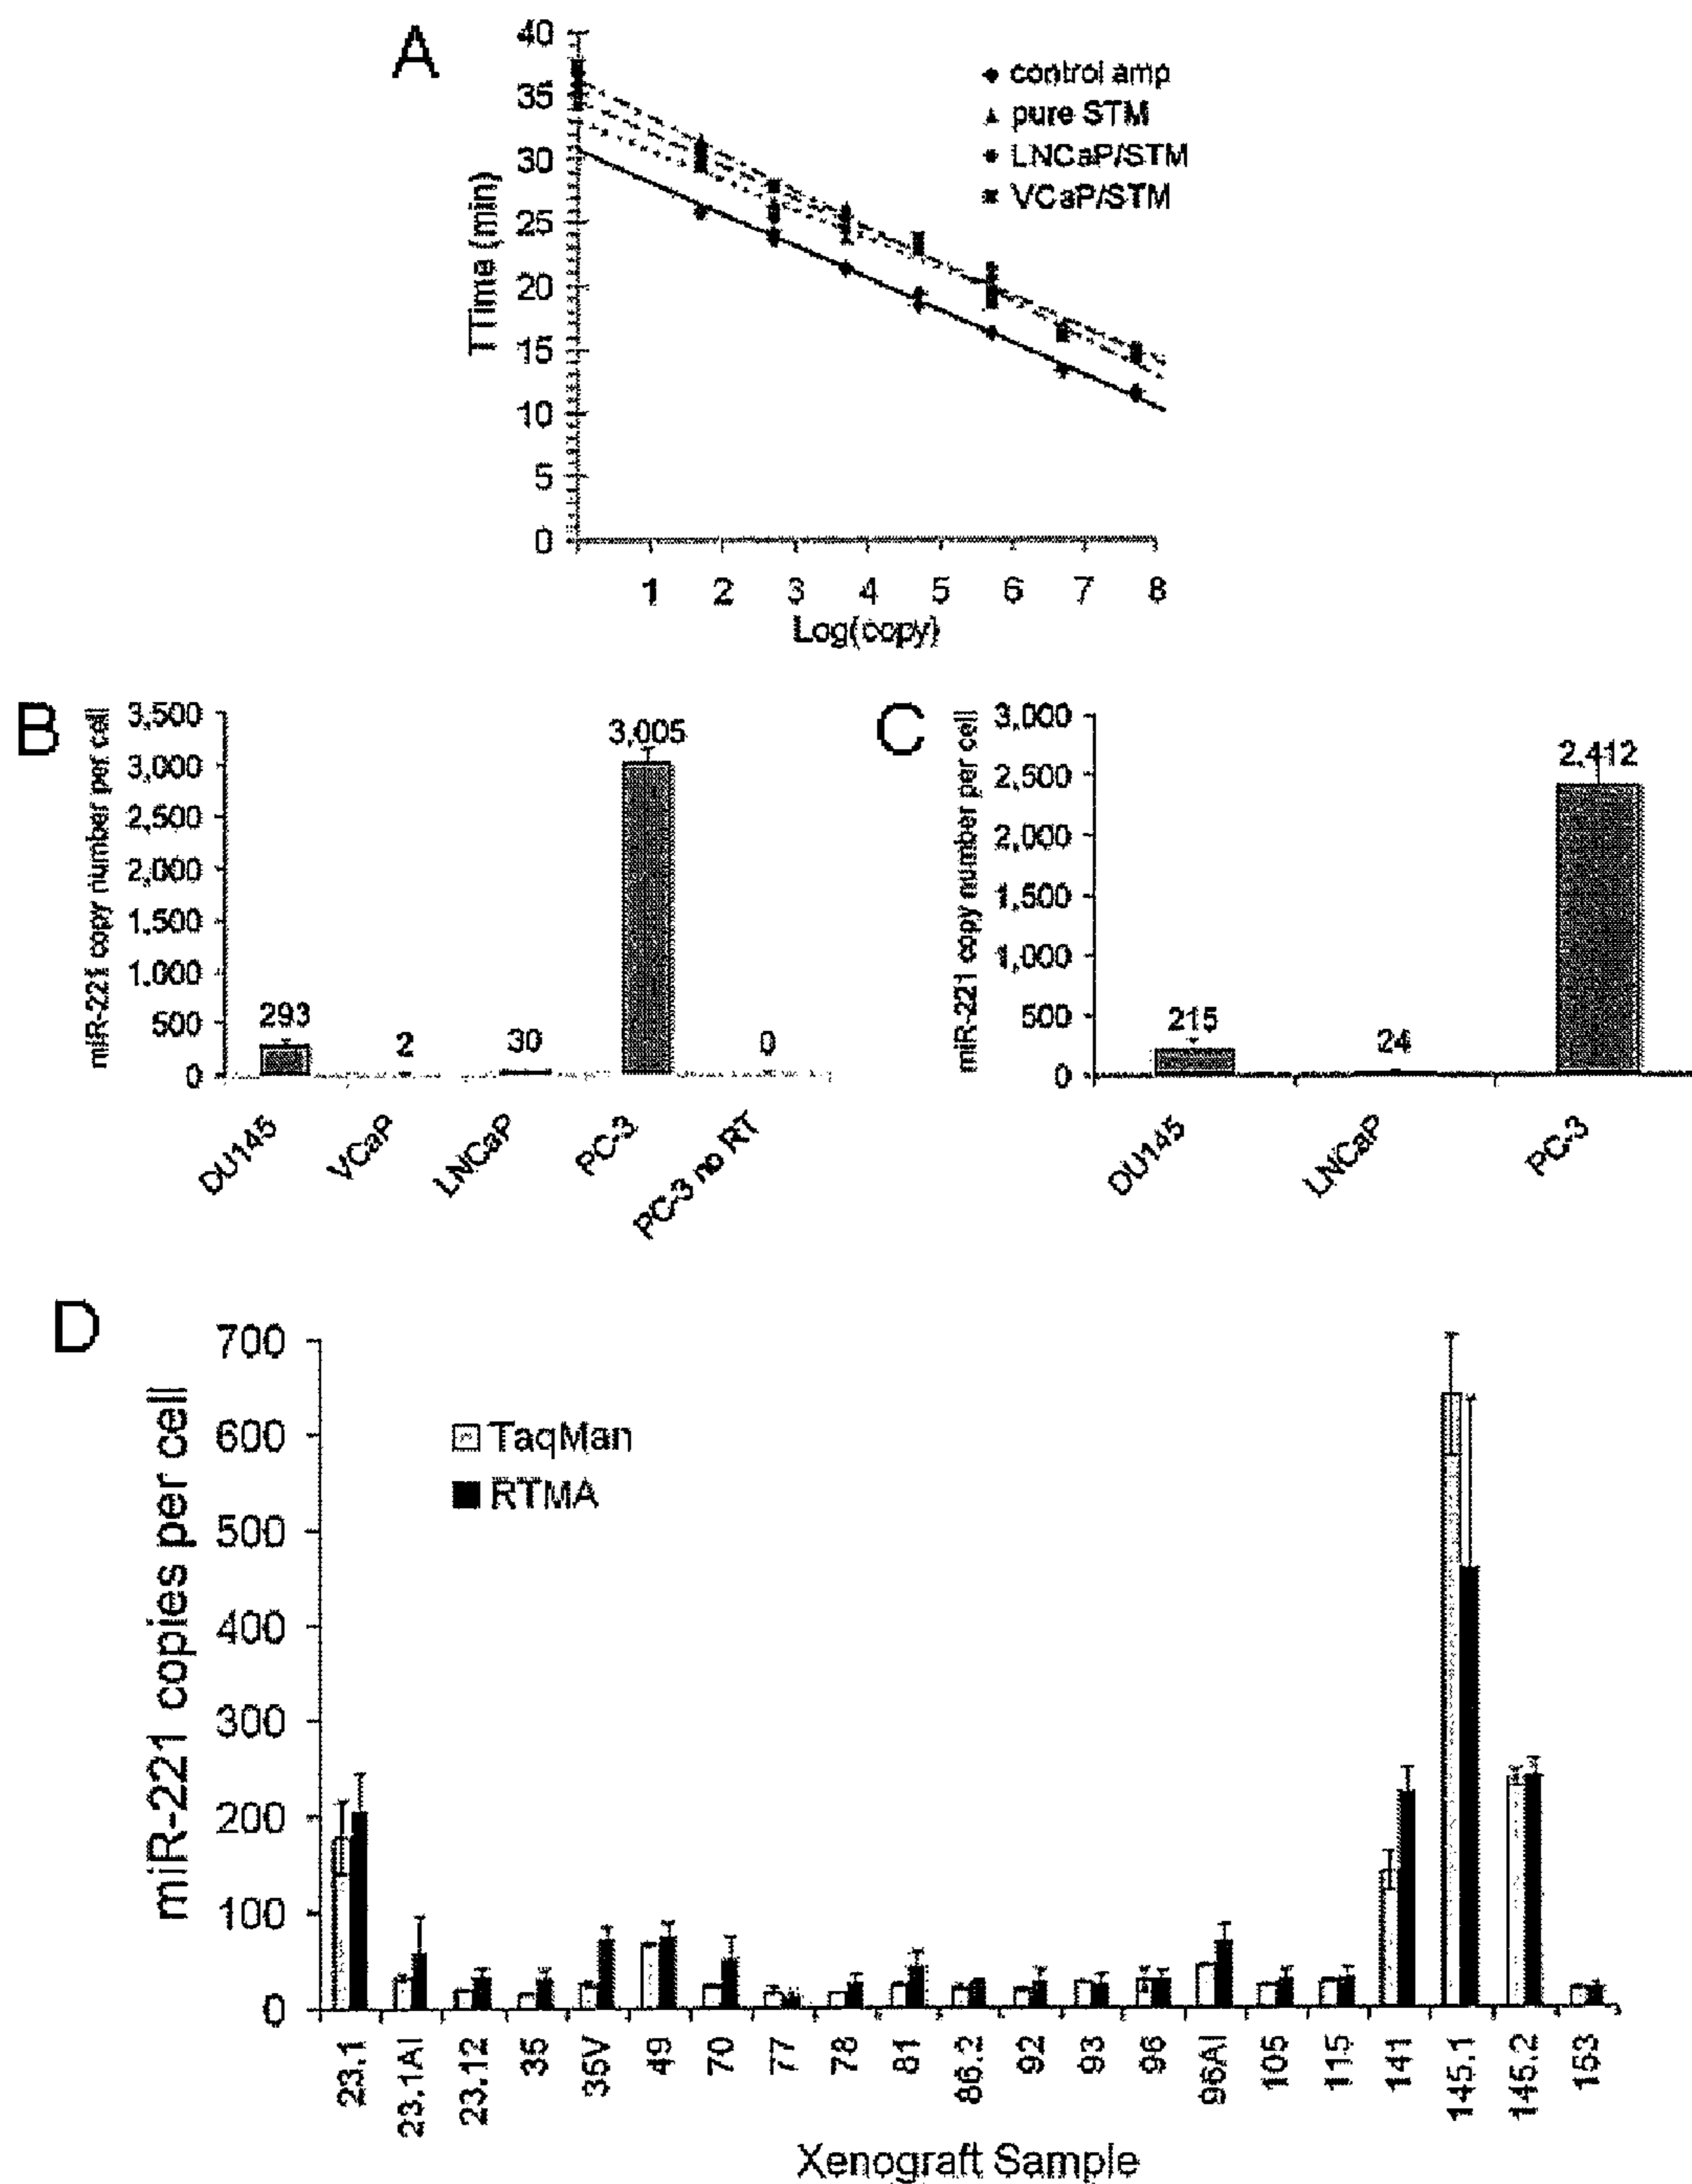 A
40
35
30
25
20
15
10
5
0
TTime (min)
control amp
pure STM
LNCaP/STM
VCaP/STM
1 2 3 4 5 6 7 8
Log(copy)
B
miR-221 copy number per cell
3,500
3,000
2,500
2,000
1,500
1,000
500
0
293
2
30
3,005
0
DU145
VCaP
LNCaP
PC-3
PC-3 no RT
C
miR-221 copy number per cell
3,000
2,500
2,000
1,500
1,000
500
0
215
24
2,412
DU145
LNCaP
PC-3
D
miR-221 copies per cell
700
600
500
400
300
200
100
0
TaqMan
RTMA
23.1
23.1AI
23.12
35
35V
49
70
77
78
81
86.2
92
93
96
96AI
105
115
141
145.1
145.2
153
Xenograft Sample